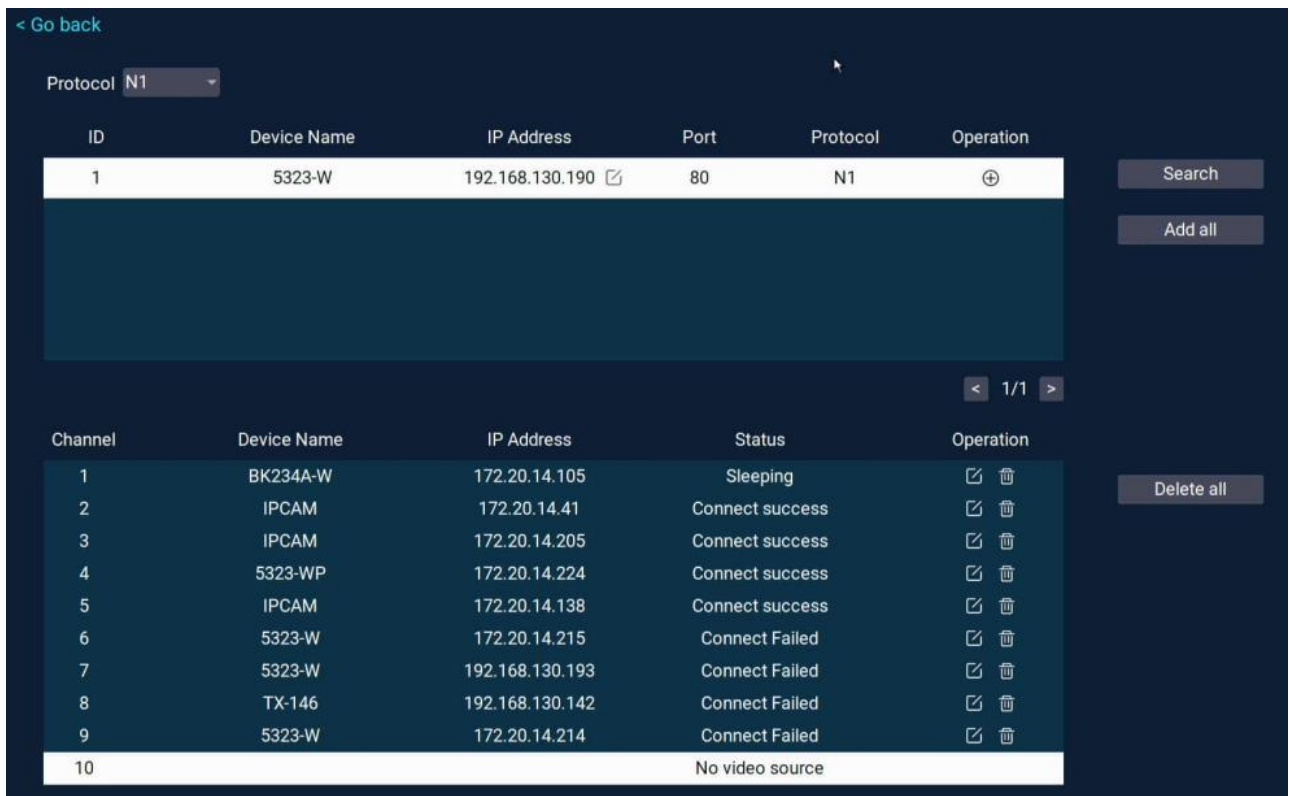 < Go back
Protocol N1
ID Device Name IP Address Port Protocol Operation
1 5323-W 192.168.130.190 80 N1
Search
Add all
< 1/1 >
Channel Device Name IP Address Status Operation
1 BK234A-W 172.20.14.105 Sleeping
Delete all
2 IPCAM 172.20.14.41 Connect success
3 IPCAM 172.20.14.205 Connect success
4 5323-WP 172.20.14.224 Connect success
5 IPCAM 172.20.14.138 Connect success
6 5323-W 172.20.14.215 Connect Failed
7 5323-W 192.168.130.193 Connect Failed
8 TX-146 192.168.130.142 Connect Failed
9 5323-W 172.20.14.214 Connect Failed
10 No video source